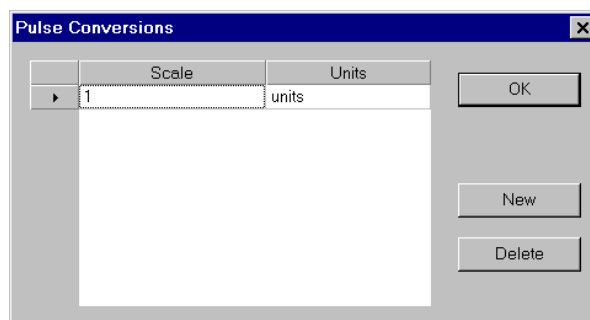 Pulse Conversions
Scale Units
1 units
OK
New
Delete